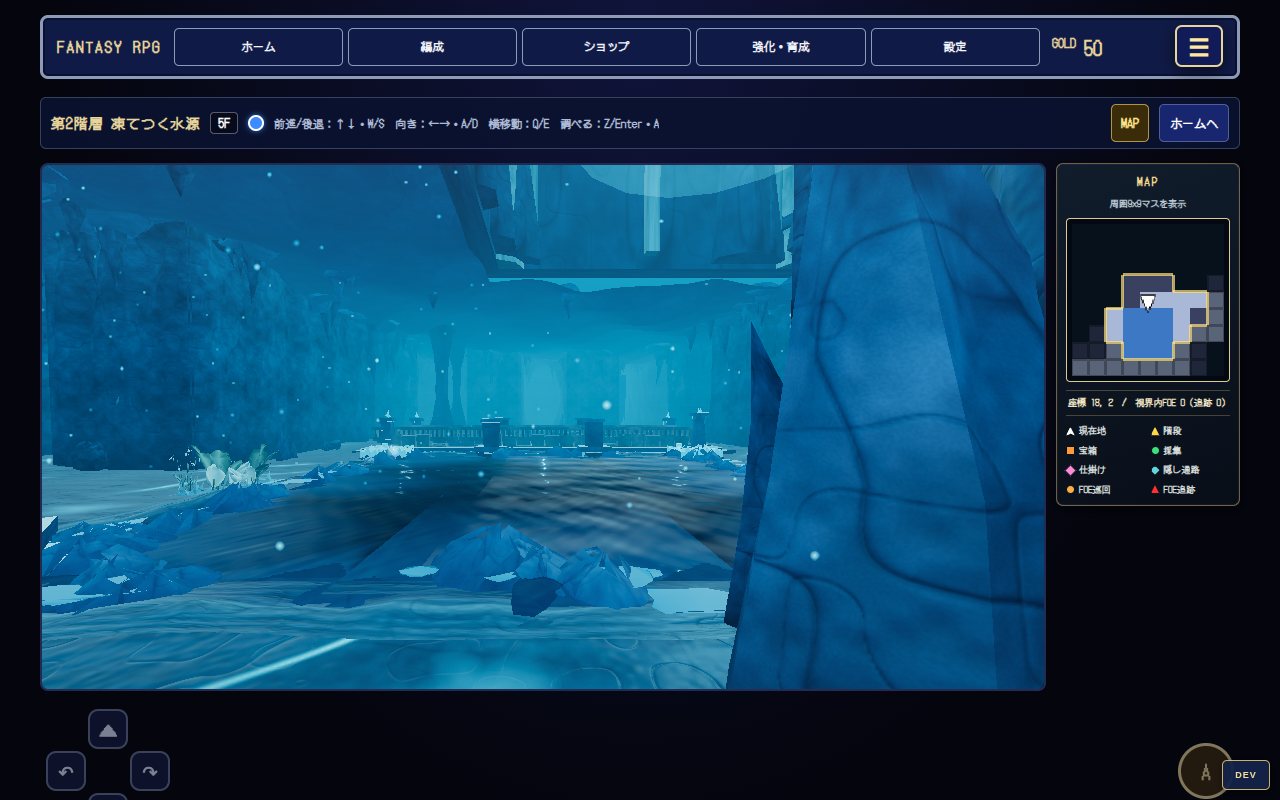 FANTASY RPG
ホーム
編成
ショップ
強化・育成
設定
GOLD 50
第2階層 凍てつく水源
5F
前進/後退：↑↓・W/S 向き：←→・A/D 横移動：Q/E 調べる：Z/Enter・A
MAP
ホームへ
MAP
周囲9x9マスを表示
座標 18, 2 / 視界内FOE 0 (追跡 0)
現在地
階段
宝箱
採集
仕掛け
隠し通路
FOE巡回
FOE追跡
A
DEV